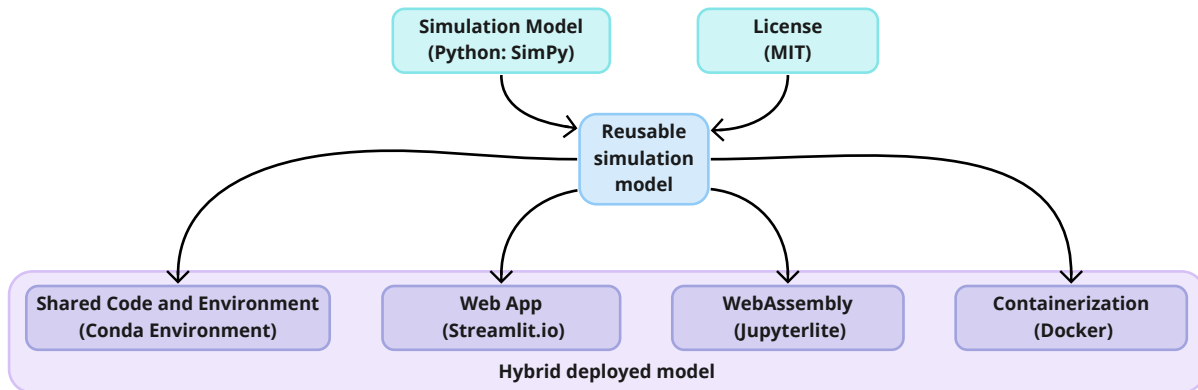 Simulation Model
(Python: SimPy)
License
(MIT)
Reusable
simulation
model
Shared Code and Environment
(Conda Environment)
Web App
(Streamlit.io)
WebAssembly
(Jupyterlite)
Containerization
(Docker)
Hybrid deployed model